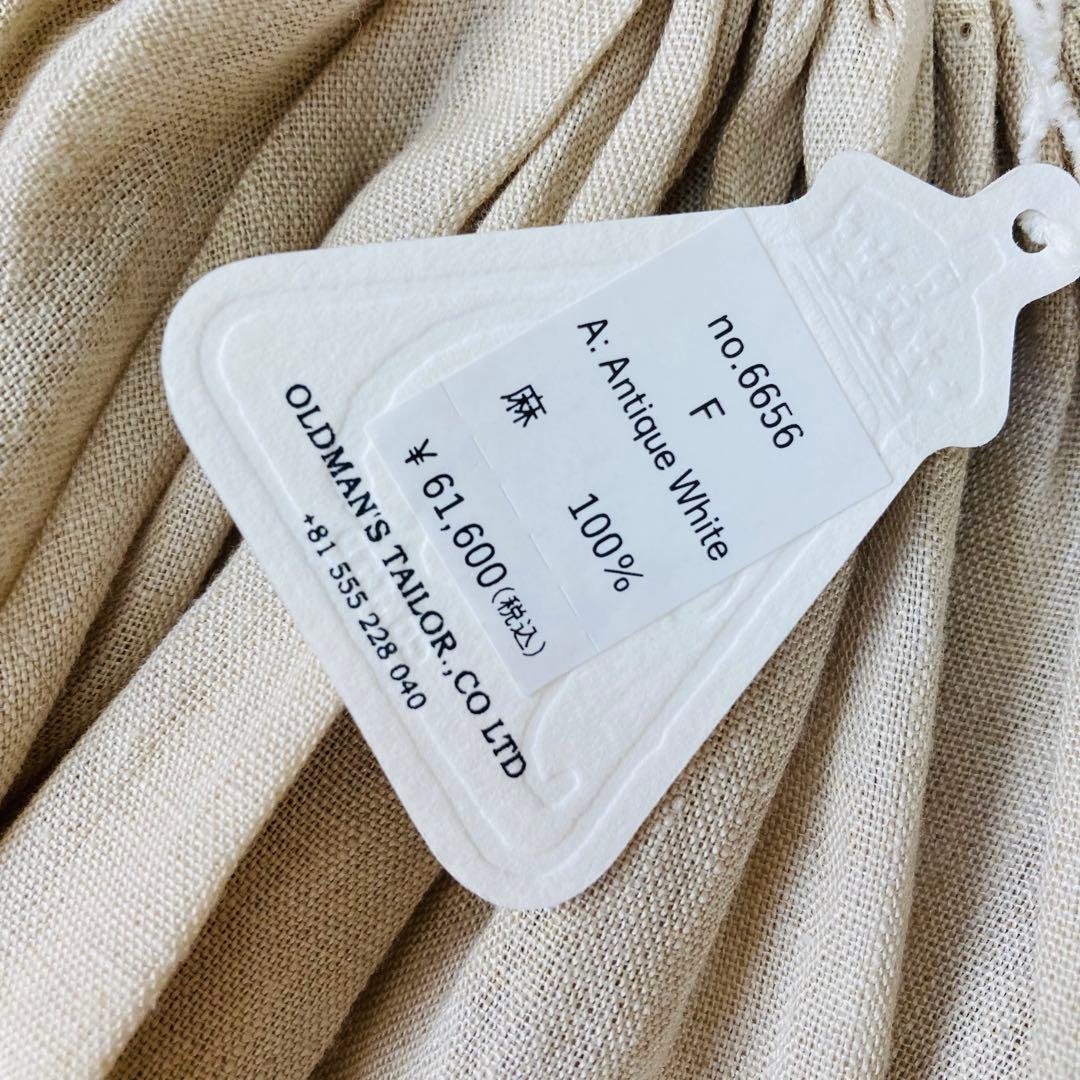 no.6656
F
A: Antique White
麻 100%
¥ 61,600(税込)
OLDMAN'S TAILOR.,CO LTD
+81 555 228 040